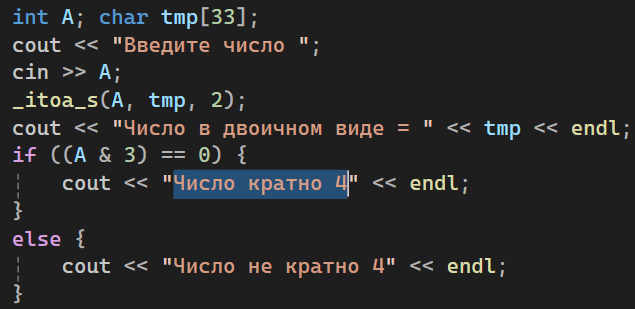 int A; char tmp[33];
cout << "Введите число ";
cin >> A;
_itoa_s(A, tmp, 2);
cout << "Число в двоичном виде = " << tmp << endl;
if ((A & 3) == 0) {
    cout << "Число кратно 4" << endl;
}
else {
    cout << "Число не кратно 4" << endl;
}